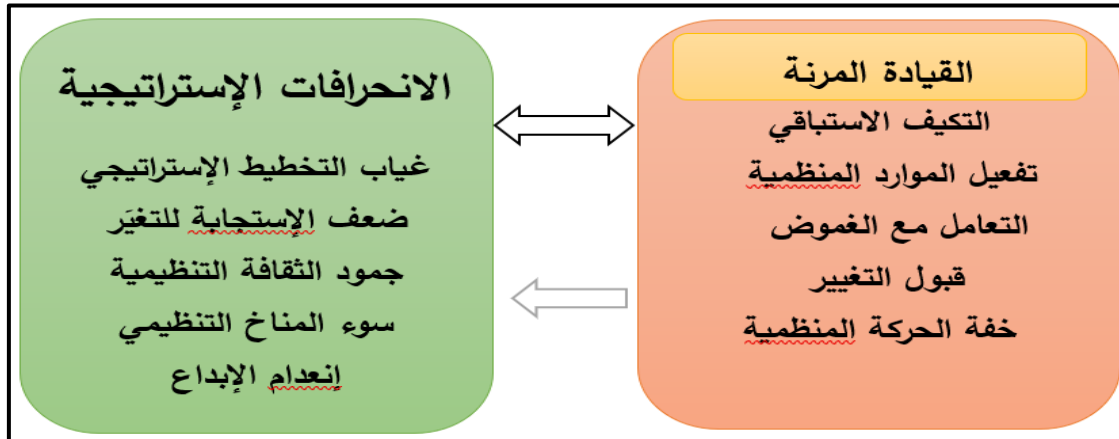 القيادة المرنة
التكيف الاستباقي
تفعيل الموارد المنظمية
التعامل مع الغموض
قبول التغيير
خفة الحركة المنظمية
الانحرافات الإستراتيجية
غياب التخطيط الإستراتيجي
ضعف الإستجابة للتغيَر
جمود الثقافة التنظيمية
سوء المناخ التنظيمي
إنعدام الإبداع